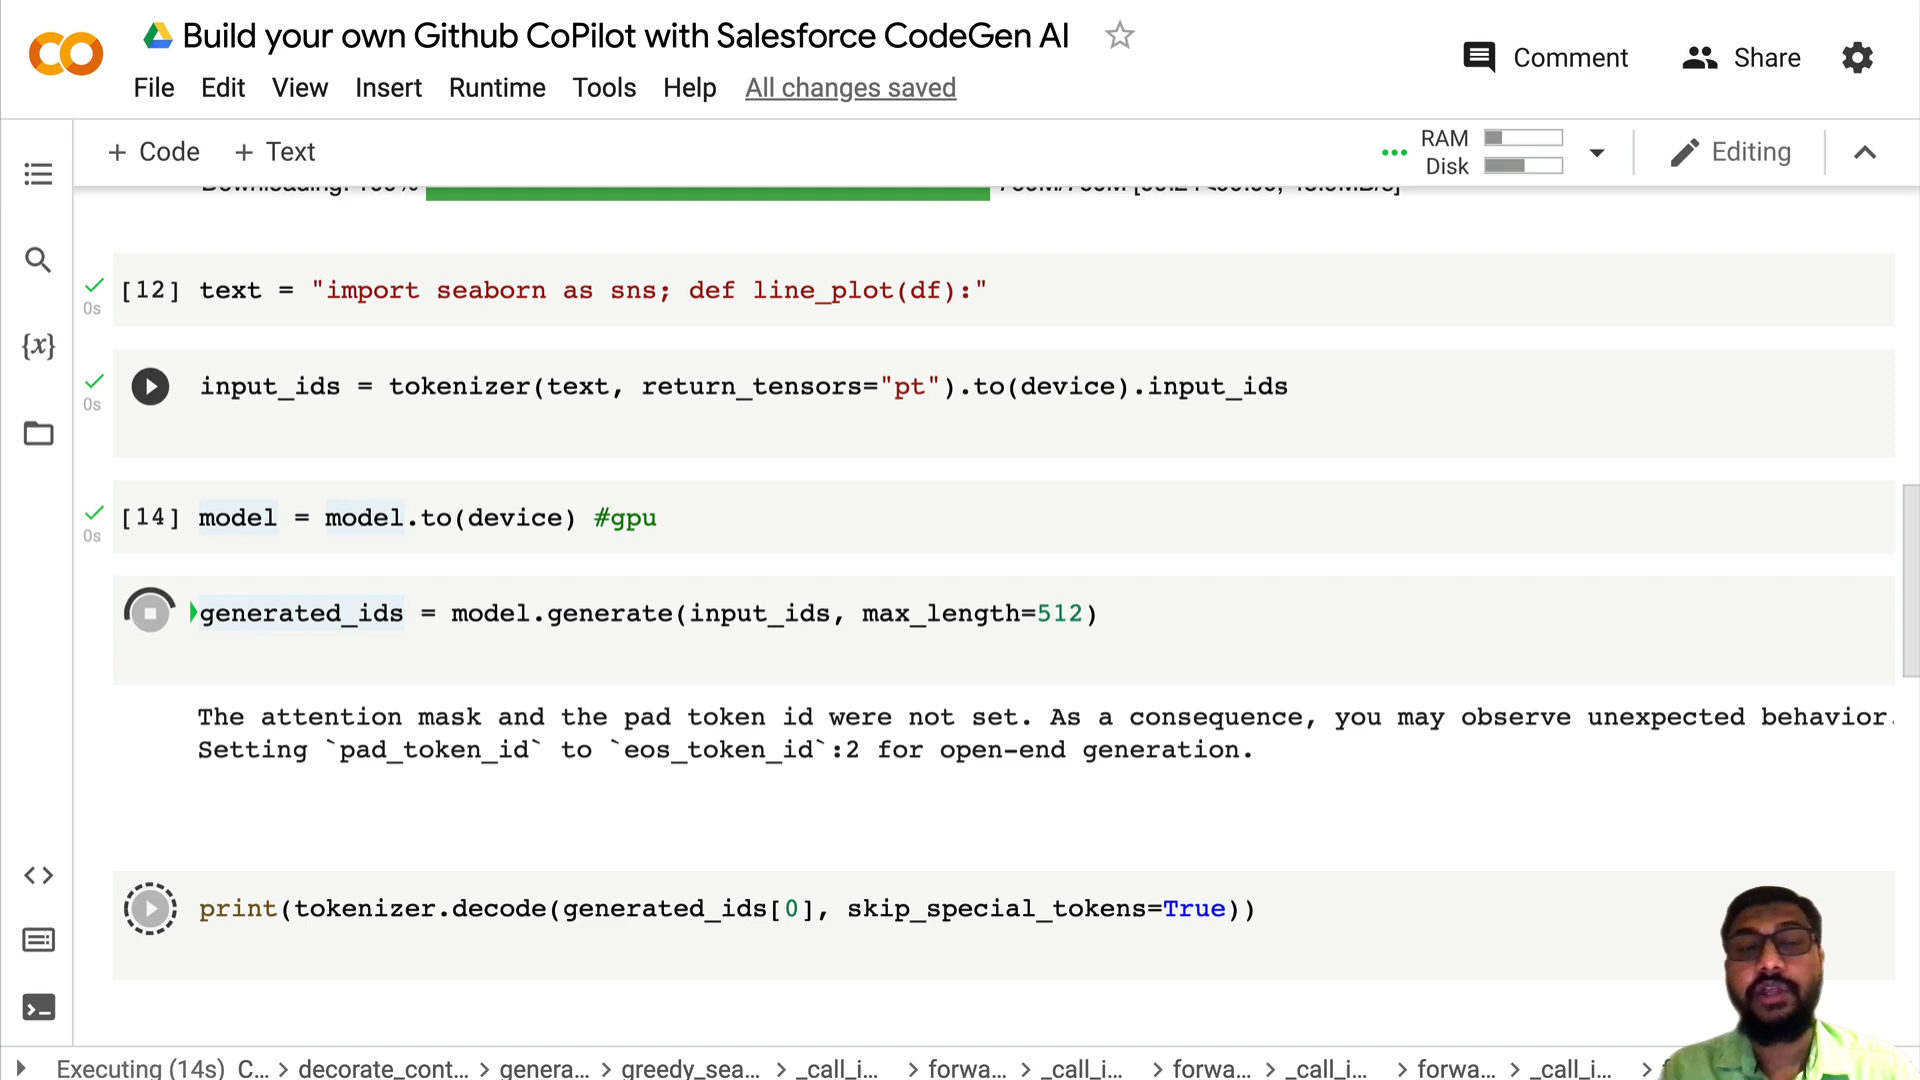 Build your own Github CoPilot with Salesforce CodeGen AI
Comment
Share
File Edit View Insert Runtime Tools Help All changes saved
+ Code + Text
RAM
Disk
Editing
Downloading: 100%
[12] text = "import seaborn as sns; def line_plot(df):"
0s
input_ids = tokenizer(text, return_tensors="pt").to(device).input_ids
0s
[14] model = model.to(device) #gpu
0s
generated_ids = model.generate(input_ids, max_length=512)
The attention mask and the pad token id were not set. As a consequence, you may observe unexpected behavior.
Setting `pad_token_id` to `eos_token_id`:2 for open-end generation.
print(tokenizer.decode(generated_ids[0], skip_special_tokens=True))
Executing (14s) C... > decorate_cont... > genera... > greedy_sea... > _call_i... > forwa... > _call_i... > forwa... > _call_i... > forwa... > _call_i... >